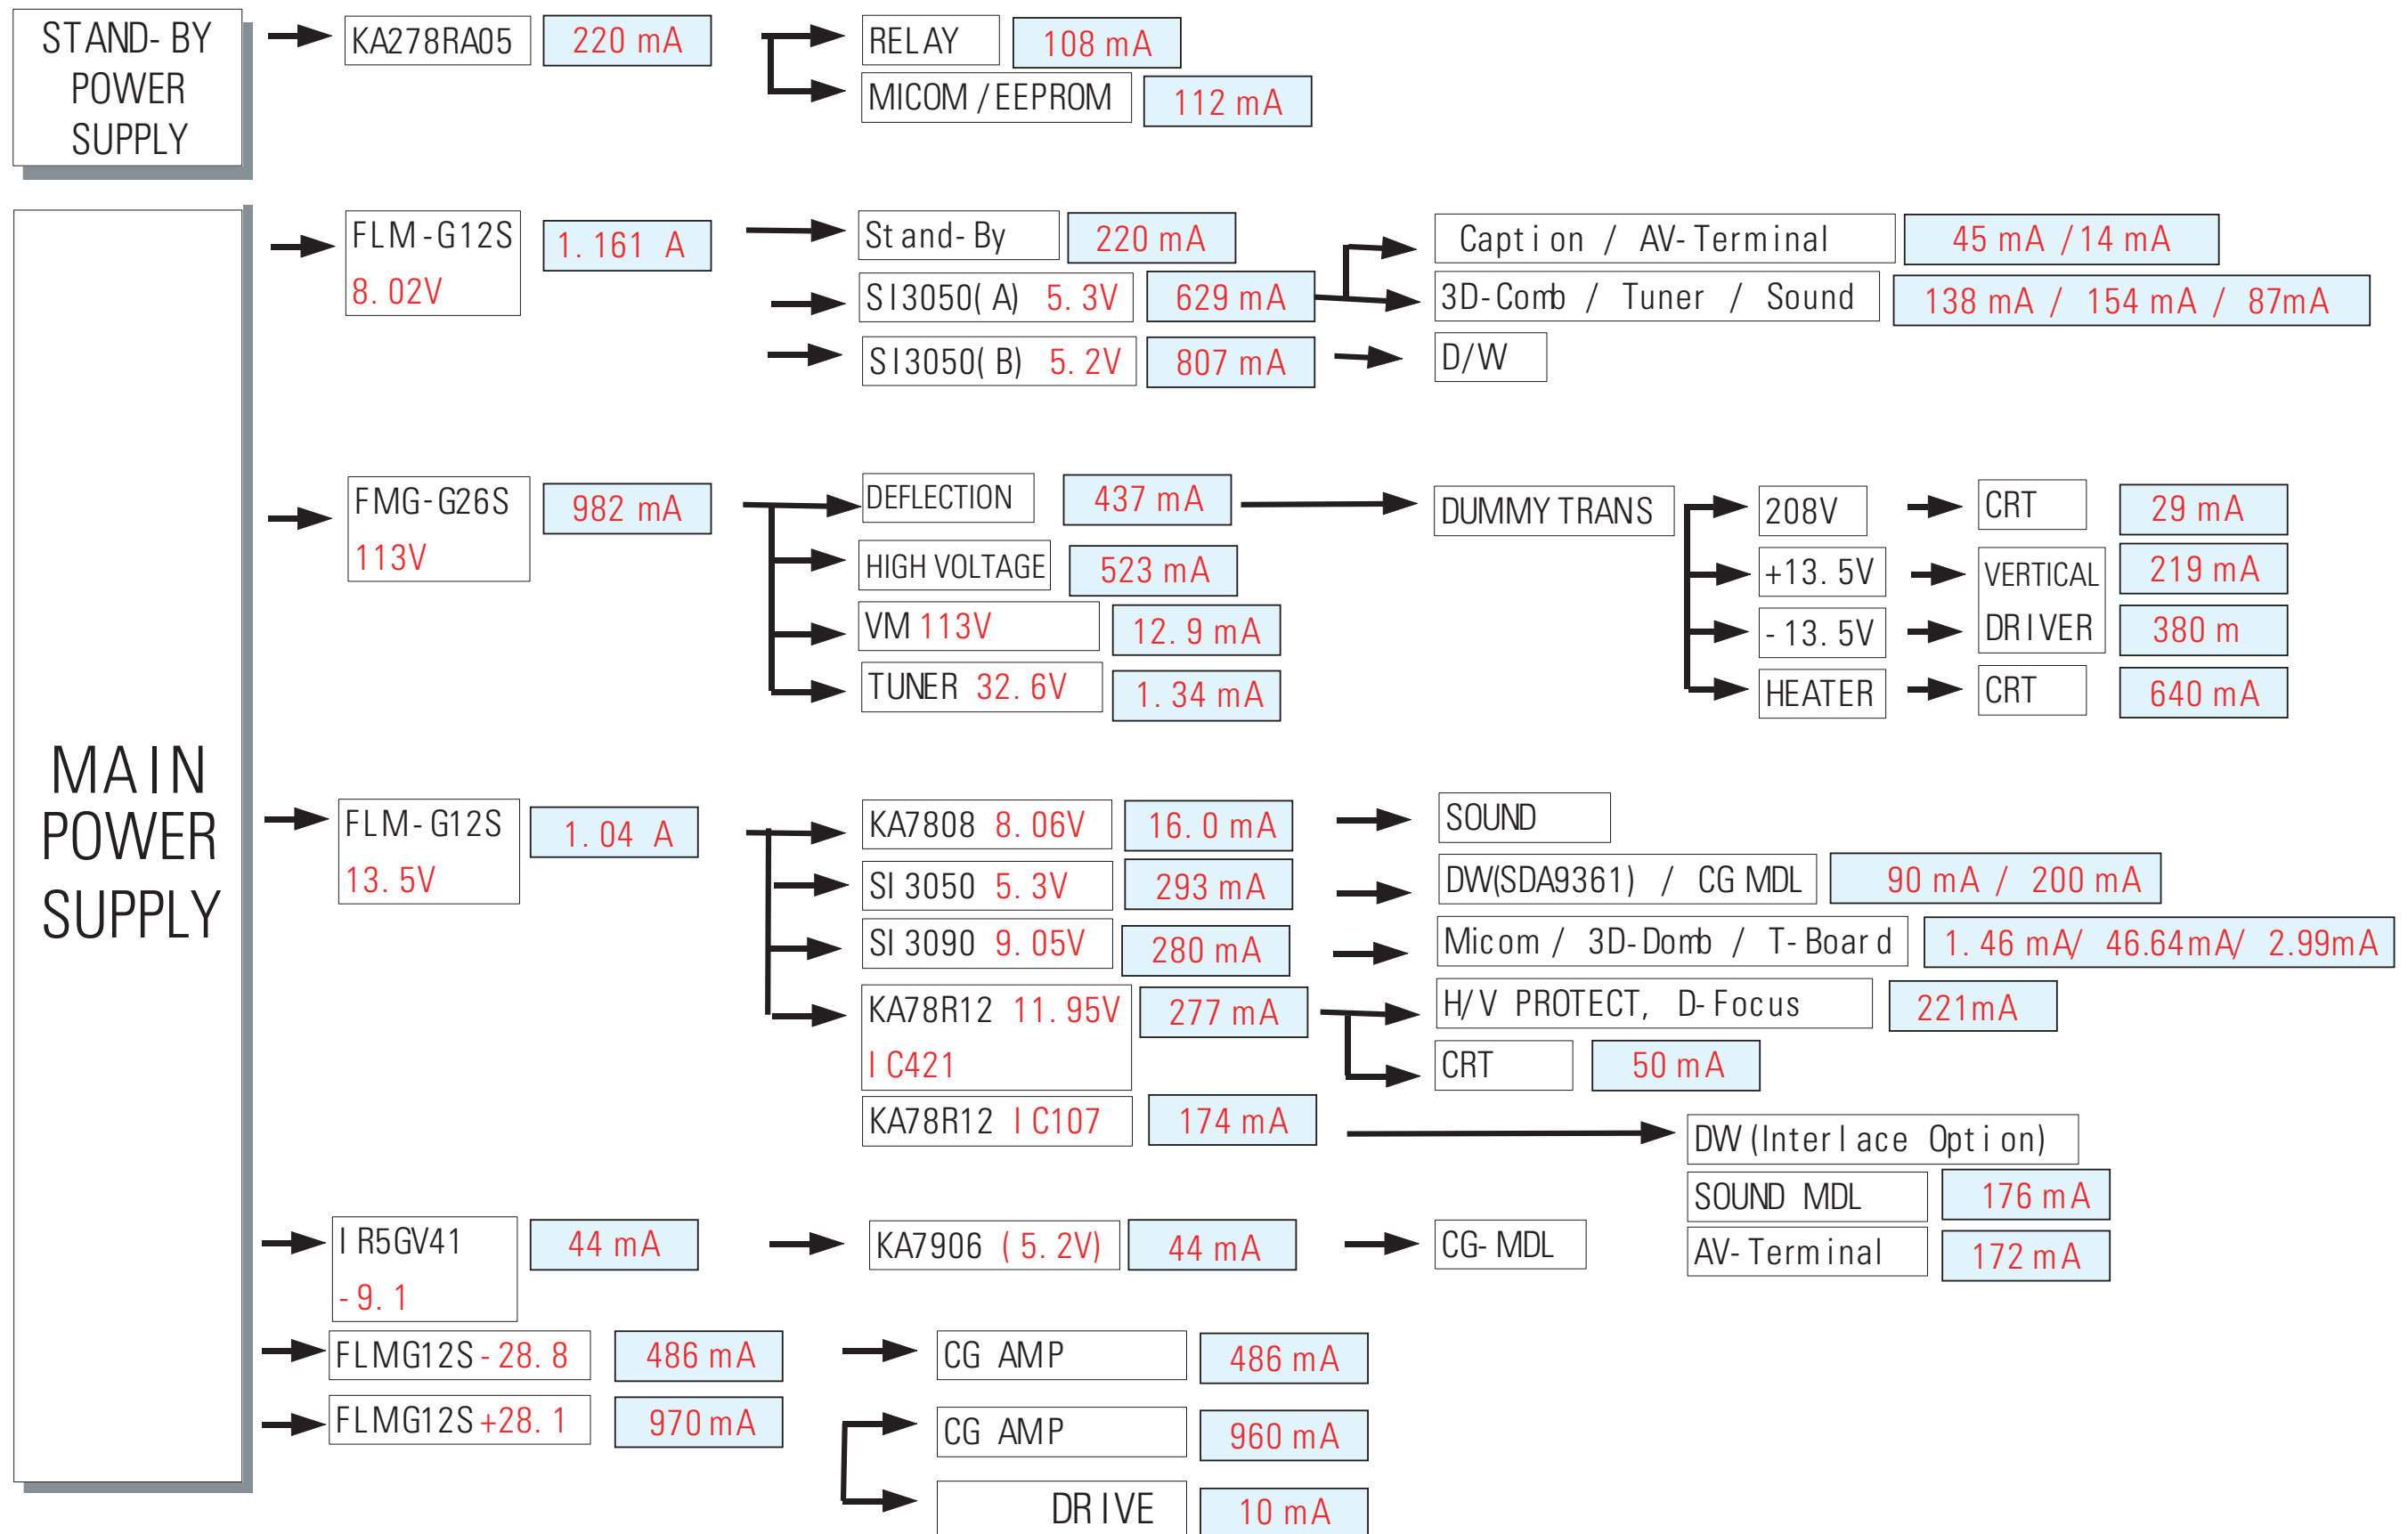 STAND-BY
POWER
SUPPLY
KA278RA05 220 mA
RELAY 108 mA
MICOM / EEPROM 112 mA
MAIN
POWER
SUPPLY
FLM-G12S 1.161 A
8.02V
Stand-By 220 mA
SI3050(A) 5.3V 629 mA
SI3050(B) 5.2V 807 mA
Caption / AV-Terminal 45 mA /14 mA
3D-Comb / Tuner / Sound 138 mA / 154 mA / 87mA
D/W
FMG-G26S 982 mA
113V
DEFLECTION 437 mA
HIGH VOLTAGE 523 mA
VM 113V 12.9 mA
TUNER 32.6V 1.34 mA
DUMMY TRANS
208V CRT 29 mA
+13.5V VERTICAL 219 mA
-13.5V DRIVER 380 m
HEATER CRT 640 mA
FLM-G12S 1.04 A
13.5V
KA7808 8.06V 16.0 mA SOUND
SI 3050 5.3V 293 mA DW(SDA9361) / CG MDL 90 mA / 200 mA
SI 3090 9.05V 280 mA Micom / 3D-Domb / T-Board 1.46 mA/ 46.64mA/ 2.99mA
KA78R12 11.95V 277 mA H/V PROTECT, D-Focus 221mA
IC421
CRT 50 mA
KA78R12 IC107 174 mA DW (Interlace Option)
SOUND MDL 176 mA
AV-Terminal 172 mA
IR5GV41 44 mA KA7906 (5.2V) 44 mA CG-MDL
-9.1
FLMG12S -28.8 486 mA CG AMP 486 mA
FLMG12S +28.1 970 mA CG AMP 960 mA
DRIVE 10 mA